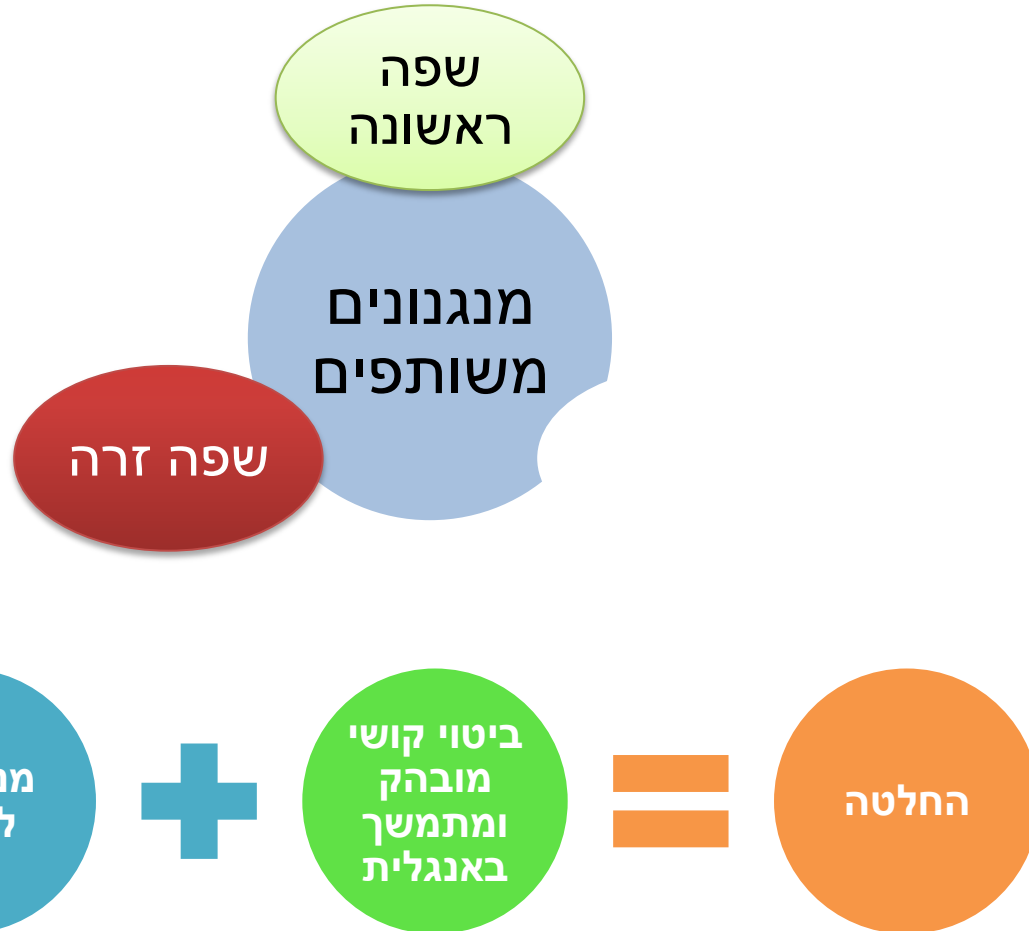 שפה
ראשונה
מנגנונים
משותפים
שפה זרה
ביטוי קושי
מובהק
ומתמשך
באנגלית
החלטה